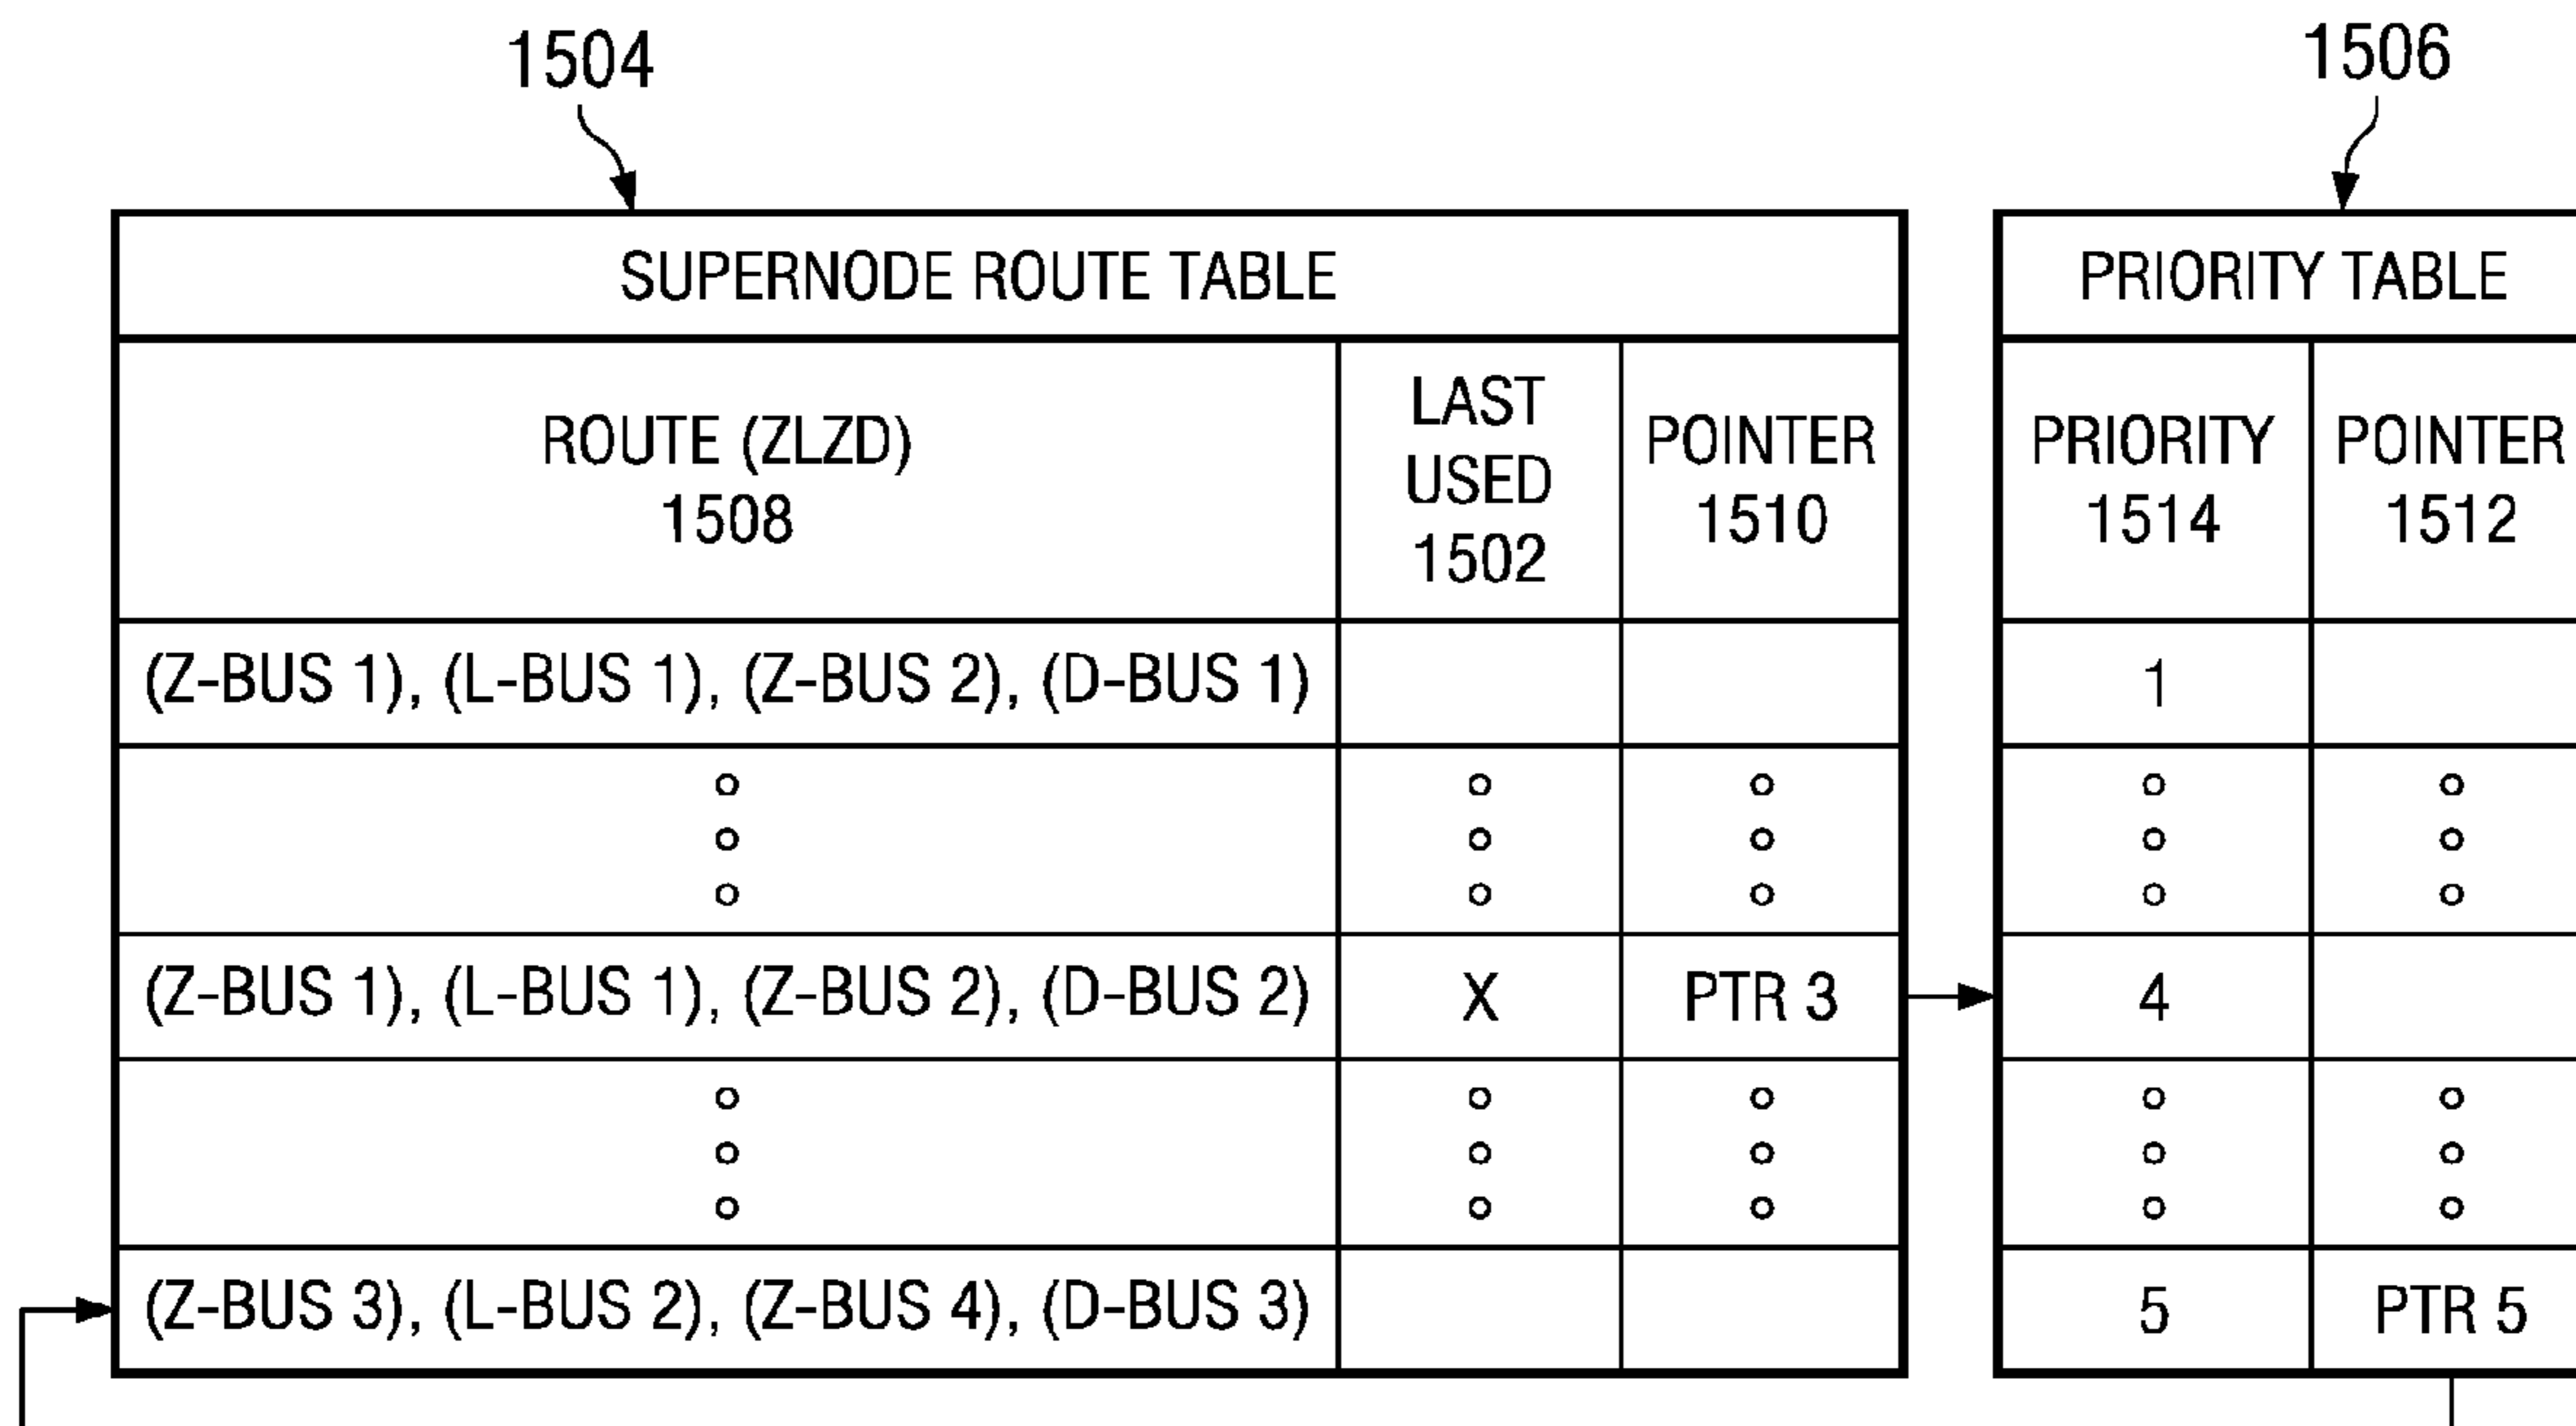 1504
1506
SUPERNODE ROUTE TABLE
ROUTE (ZLZD)
1508
LAST
USED
1502
POINTER
1510
(Z-BUS 1), (L-BUS 1), (Z-BUS 2), (D-BUS 1)
(Z-BUS 1), (L-BUS 1), (Z-BUS 2), (D-BUS 2) X PTR 3
(Z-BUS 3), (L-BUS 2), (Z-BUS 4), (D-BUS 3)
PRIORITY TABLE
PRIORITY
1514
POINTER
1512
1
4
5 PTR 5